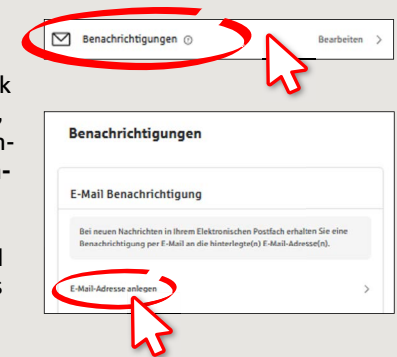 Benachrichtigungen
Bearbeiten
Benachrichtigungen
E-Mail Benachrichtigung
Bei neuen Nachrichten in Ihrem Elektronischen Postfach erhalten Sie eine
Benachrichtigung per E-Mail an die hinterlegte(n) E-Mail-Adresse(n).
E-Mail-Adresse anlegen